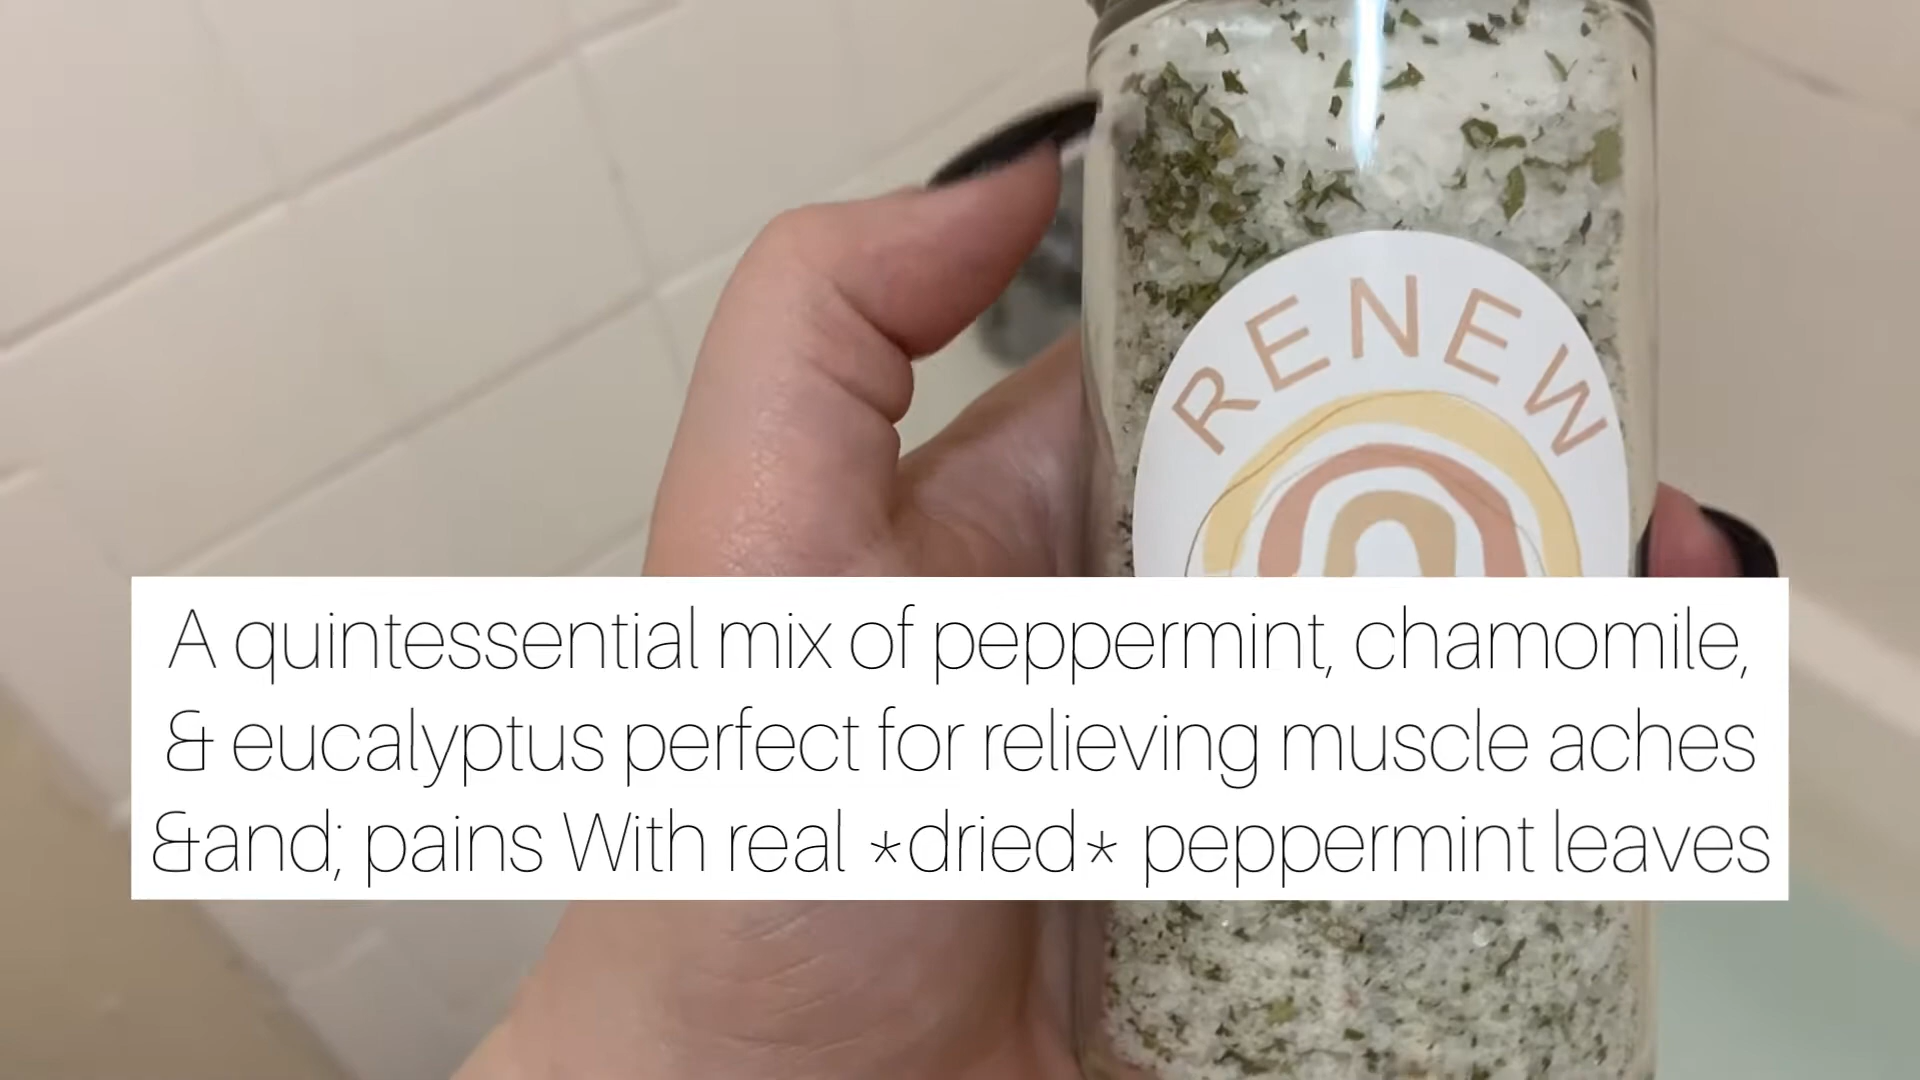 RENEW
A quintessential mix of peppermint, chamomile,
& eucalyptus perfect for relieving muscle aches
&and; pains With real *dried* peppermint leaves